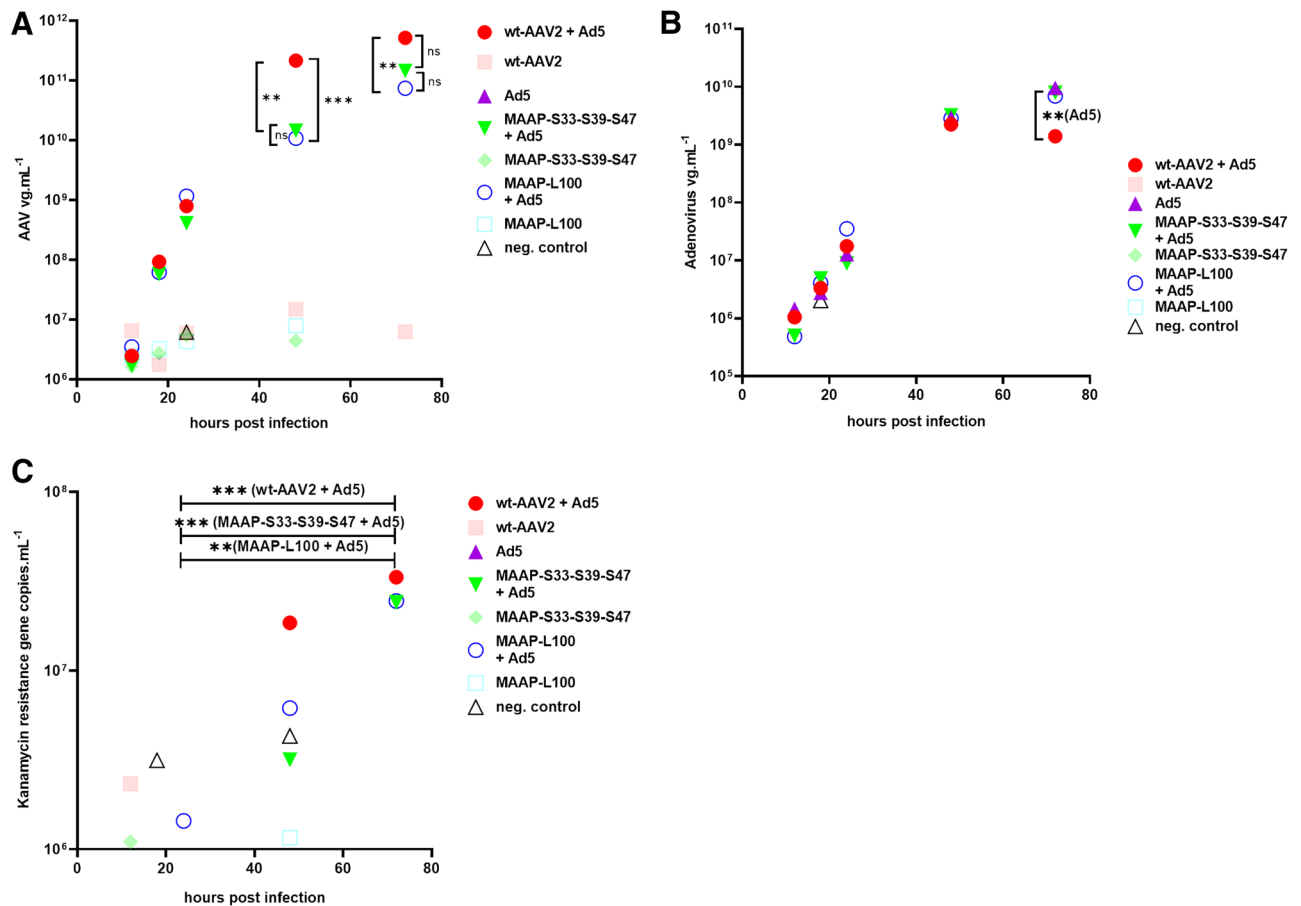 A
10¹²
10¹¹
10¹⁰
10⁹
10⁸
10⁷
10⁶
AAV vg.mL⁻¹
0
20
40
60
80
hours post infection
**
ns
***
**
ns
ns
wt-AAV2 + Ad5
wt-AAV2
Ad5
MAAP-S33-S39-S47
+ Ad5
MAAP-S33-S39-S47
MAAP-L100
+ Ad5
MAAP-L100
neg. control
B
10¹¹
10¹⁰
10⁹
10⁸
10⁷
10⁶
10⁵
Adenovirus vg.mL⁻¹
0
20
40
60
80
hours post infection
**(Ad5)
wt-AAV2 + Ad5
wt-AAV2
Ad5
MAAP-S33-S39-S47
+ Ad5
MAAP-S33-S39-S47
MAAP-L100
+ Ad5
MAAP-L100
neg. control
C
10⁸
10⁷
10⁶
Kanamycin resistance gene copies.mL⁻¹
0
20
40
60
80
hours post infection
*** (wt-AAV2 + Ad5)
*** (MAAP-S33-S39-S47 + Ad5)
**(MAAP-L100 + Ad5)
wt-AAV2 + Ad5
wt-AAV2
Ad5
MAAP-S33-S39-S47
+ Ad5
MAAP-S33-S39-S47
MAAP-L100
+ Ad5
MAAP-L100
neg. control